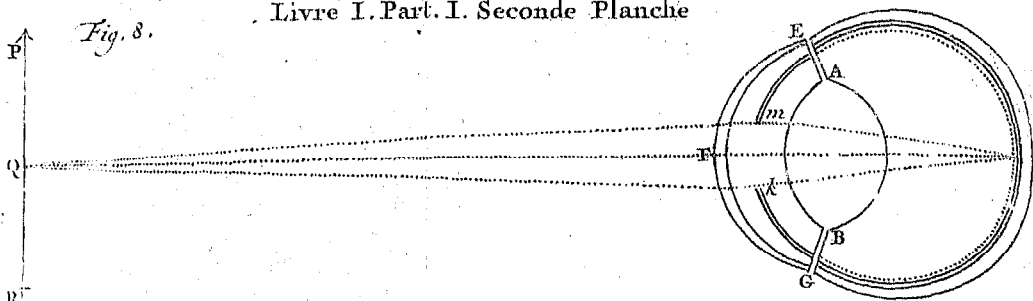 Livre I. Part. I. Seconde Planche
Fig. 8.
P
E
A
m
F
Q
k
B
G
R